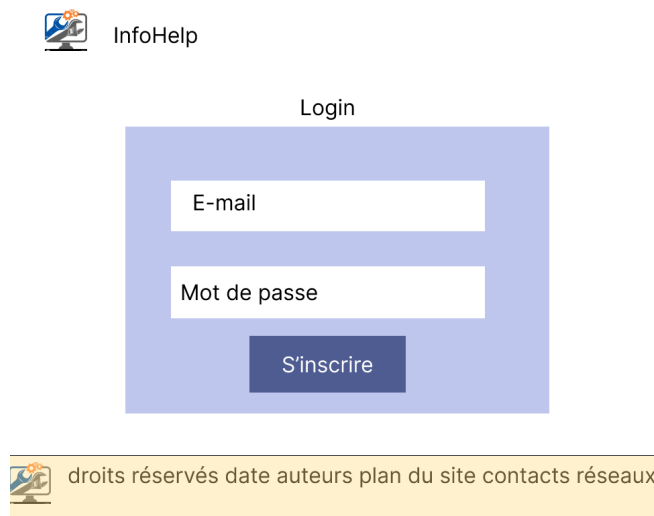 InfoHelp
Login
E-mail
Mot de passe
S’inscrire
droits réservés date auteurs plan du site contacts réseaux